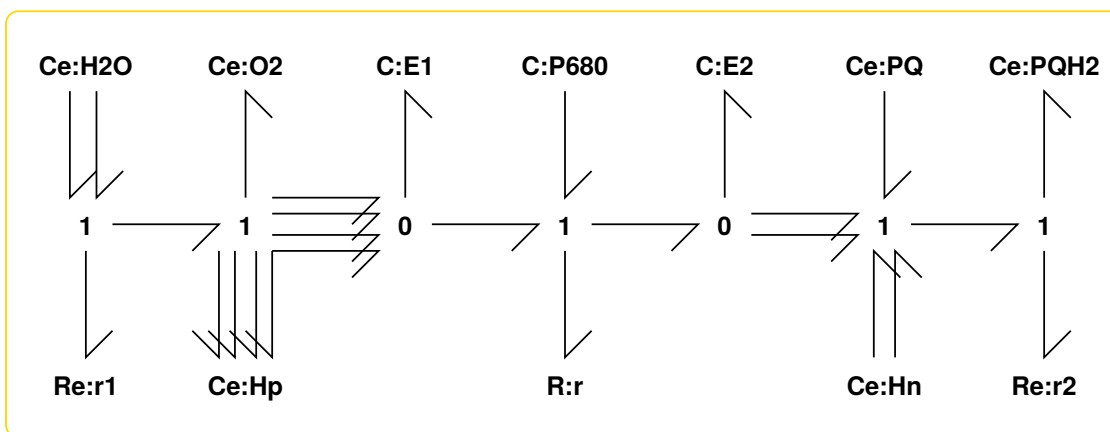 Ce:H2O Ce:O2 C:E1 C:P680 C:E2 Ce:PQ Ce:PQH2
1 1 0 1 0 1 1
Re:r1 Ce:Hp R:r Ce:Hn Re:r2